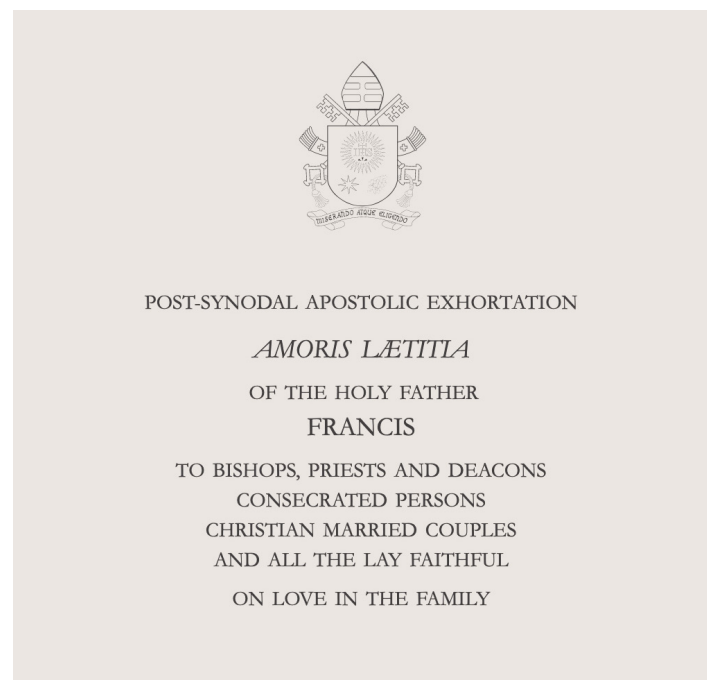 IHS
MISERANDO ATQUE ELIGENDO
POST-SYNODAL APOSTOLIC EXHORTATION
AMORIS LÆTITIA
OF THE HOLY FATHER
FRANCIS
TO BISHOPS, PRIESTS AND DEACONS
CONSECRATED PERSONS
CHRISTIAN MARRIED COUPLES
AND ALL THE LAY FAITHFUL
ON LOVE IN THE FAMILY